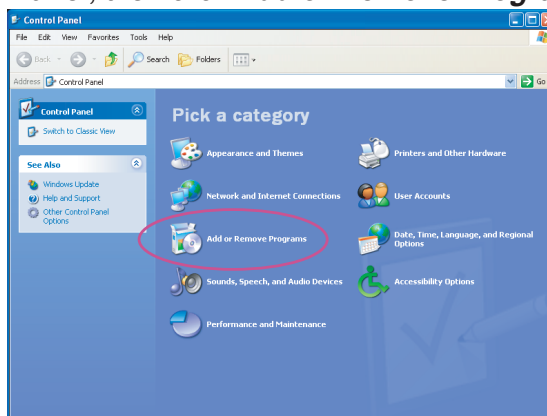 Control Panel
File Edit View Favorites Tools Help
Back Search Folders
Address Control Panel Go
Control Panel
Switch to Classic View
See Also
Windows Update
Help and Support
Other Control Panel
Options
Pick a category
Appearance and Themes
Printers and Other Hardware
Network and Internet Connections
User Accounts
Add or Remove Programs
Date, Time, Language, and Regional
Options
Sounds, Speech, and Audio Devices
Accessibility Options
Performance and Maintenance